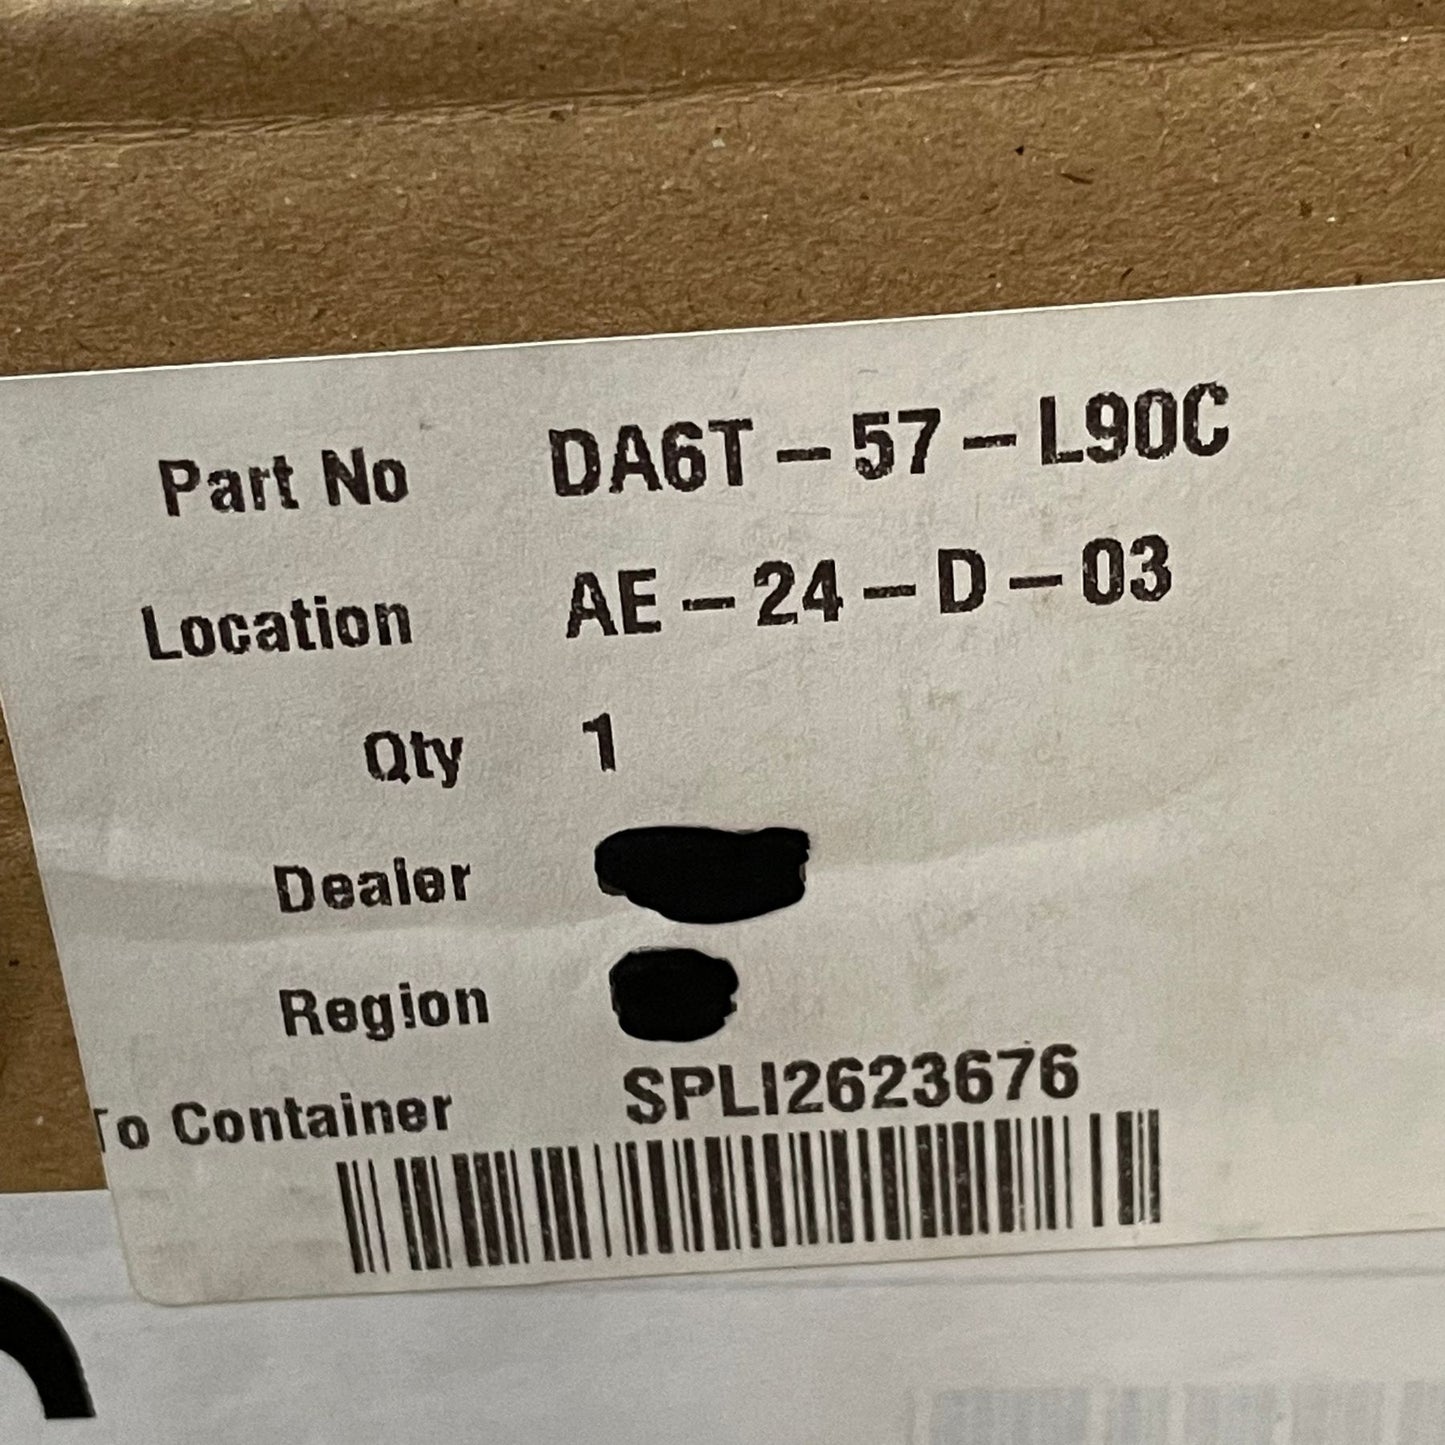 Part No DA6T-57-L90C
Location AE-24-D-03
Qty 1
Dealer
Region
To Container SPLI2623676